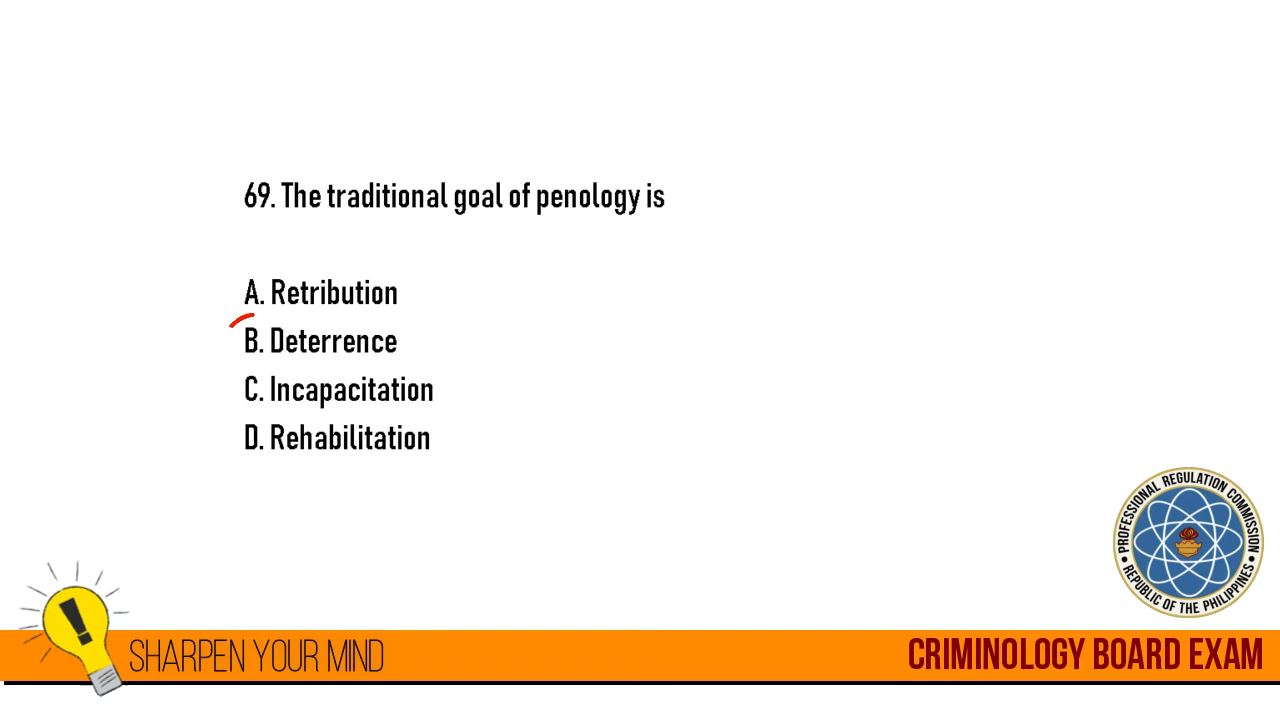 69. The traditional goal of penology is
A. Retribution
B. Deterrence
C. Incapacitation
D. Rehabilitation
PROFESSIONAL REGULATION COMMISSION
REPUBLIC OF THE PHILIPPINES
SHARPEN YOUR MIND
CRIMINOLOGY BOARD EXAM